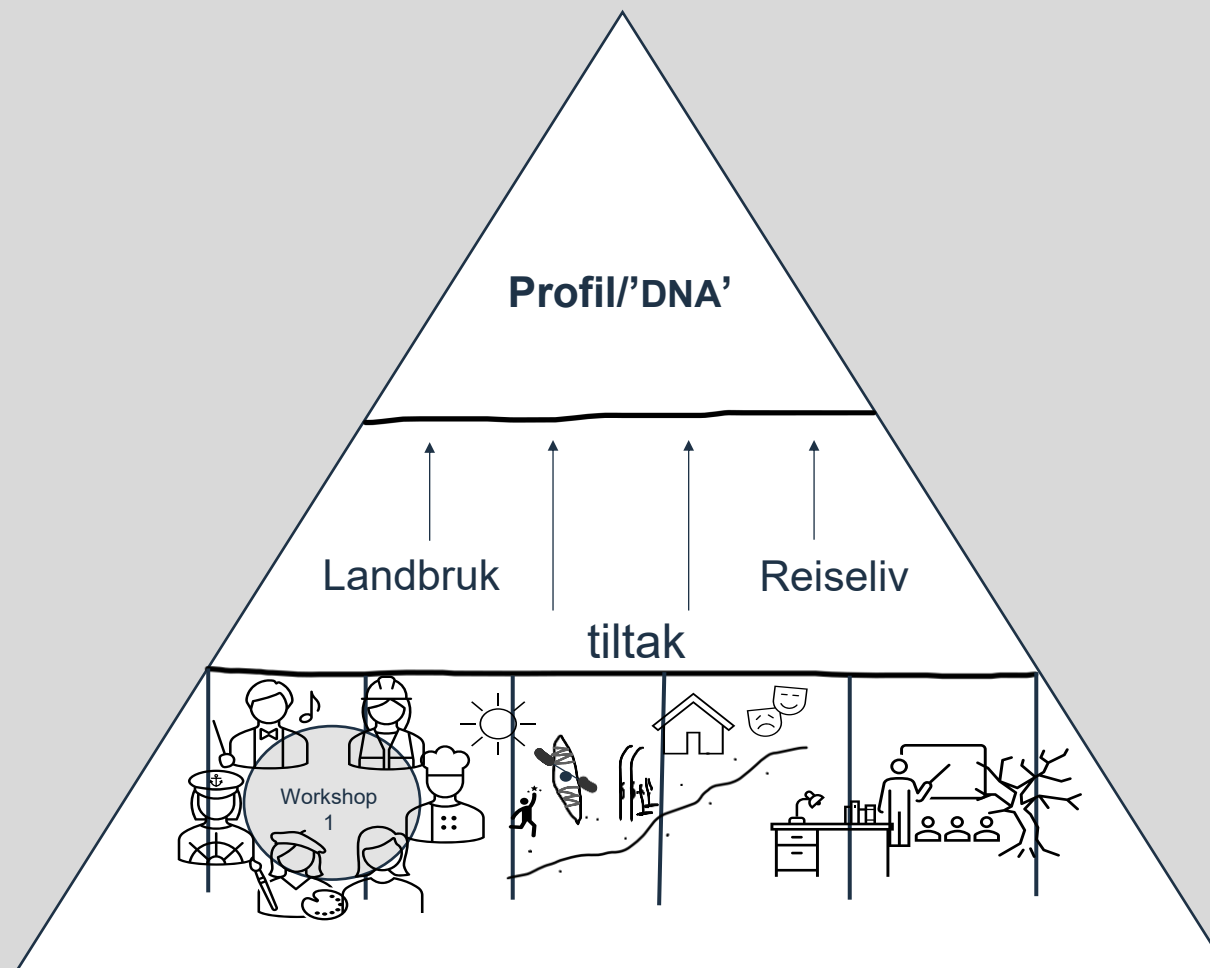 Profil/’DNA’
Landbruk
Reiseliv
tiltak
Workshop
1